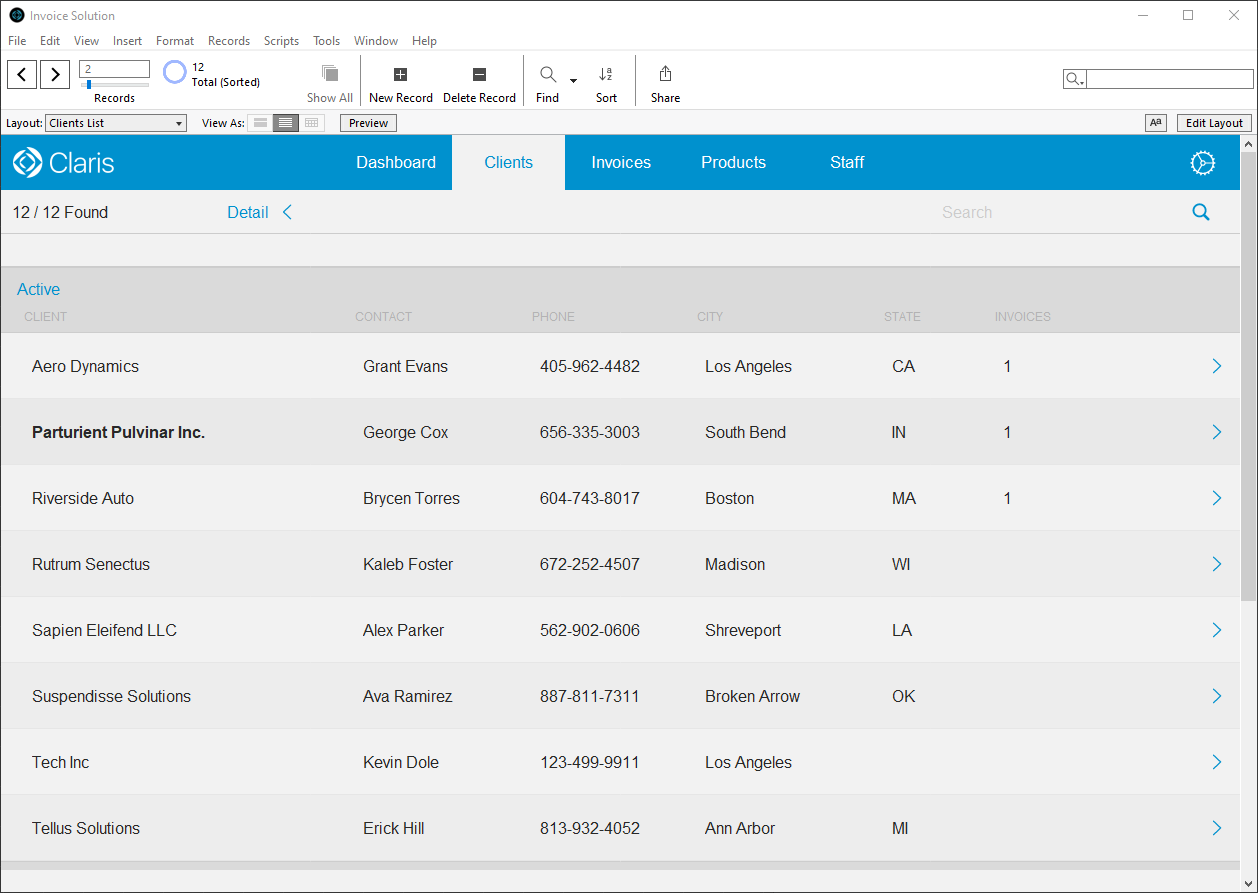 Invoice Solution
File Edit View Insert Format Records Scripts Tools Window Help
2
12
Total (Sorted)
Records
Show All New Record Delete Record Find Sort Share
Layout: Clients List View As: Preview Aa Edit Layout
Claris Dashboard Clients Invoices Products Staff
12 / 12 Found Detail Search
Active
CLIENT CONTACT PHONE CITY STATE INVOICES
Aero Dynamics Grant Evans 405-962-4482 Los Angeles CA 1
Parturient Pulvinar Inc. George Cox 656-335-3003 South Bend IN 1
Riverside Auto Brycen Torres 604-743-8017 Boston MA 1
Rutrum Senectus Kaleb Foster 672-252-4507 Madison WI
Sapien Eleifend LLC Alex Parker 562-902-0606 Shreveport LA
Suspendisse Solutions Ava Ramirez 887-811-7311 Broken Arrow OK
Tech Inc Kevin Dole 123-499-9911 Los Angeles
Tellus Solutions Erick Hill 813-932-4052 Ann Arbor MI